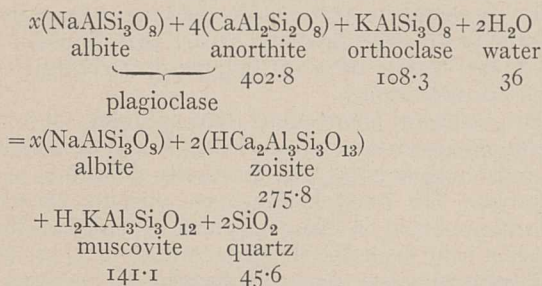 x(NaAlSi₃O₈) + 4(CaAl₂Si₂O₈) + KAlSi₃O₈ + 2H₂O
albite anorthite orthoclase water
402·8 108·3 36
plagioclase
= x(NaAlSi₃O₈) + 2(HCa₂Al₃Si₃O₁₃)
albite zoisite
275·8
+ H₂KAl₃Si₃O₁₂ + 2SiO₂
muscovite quartz
141·1 45·6